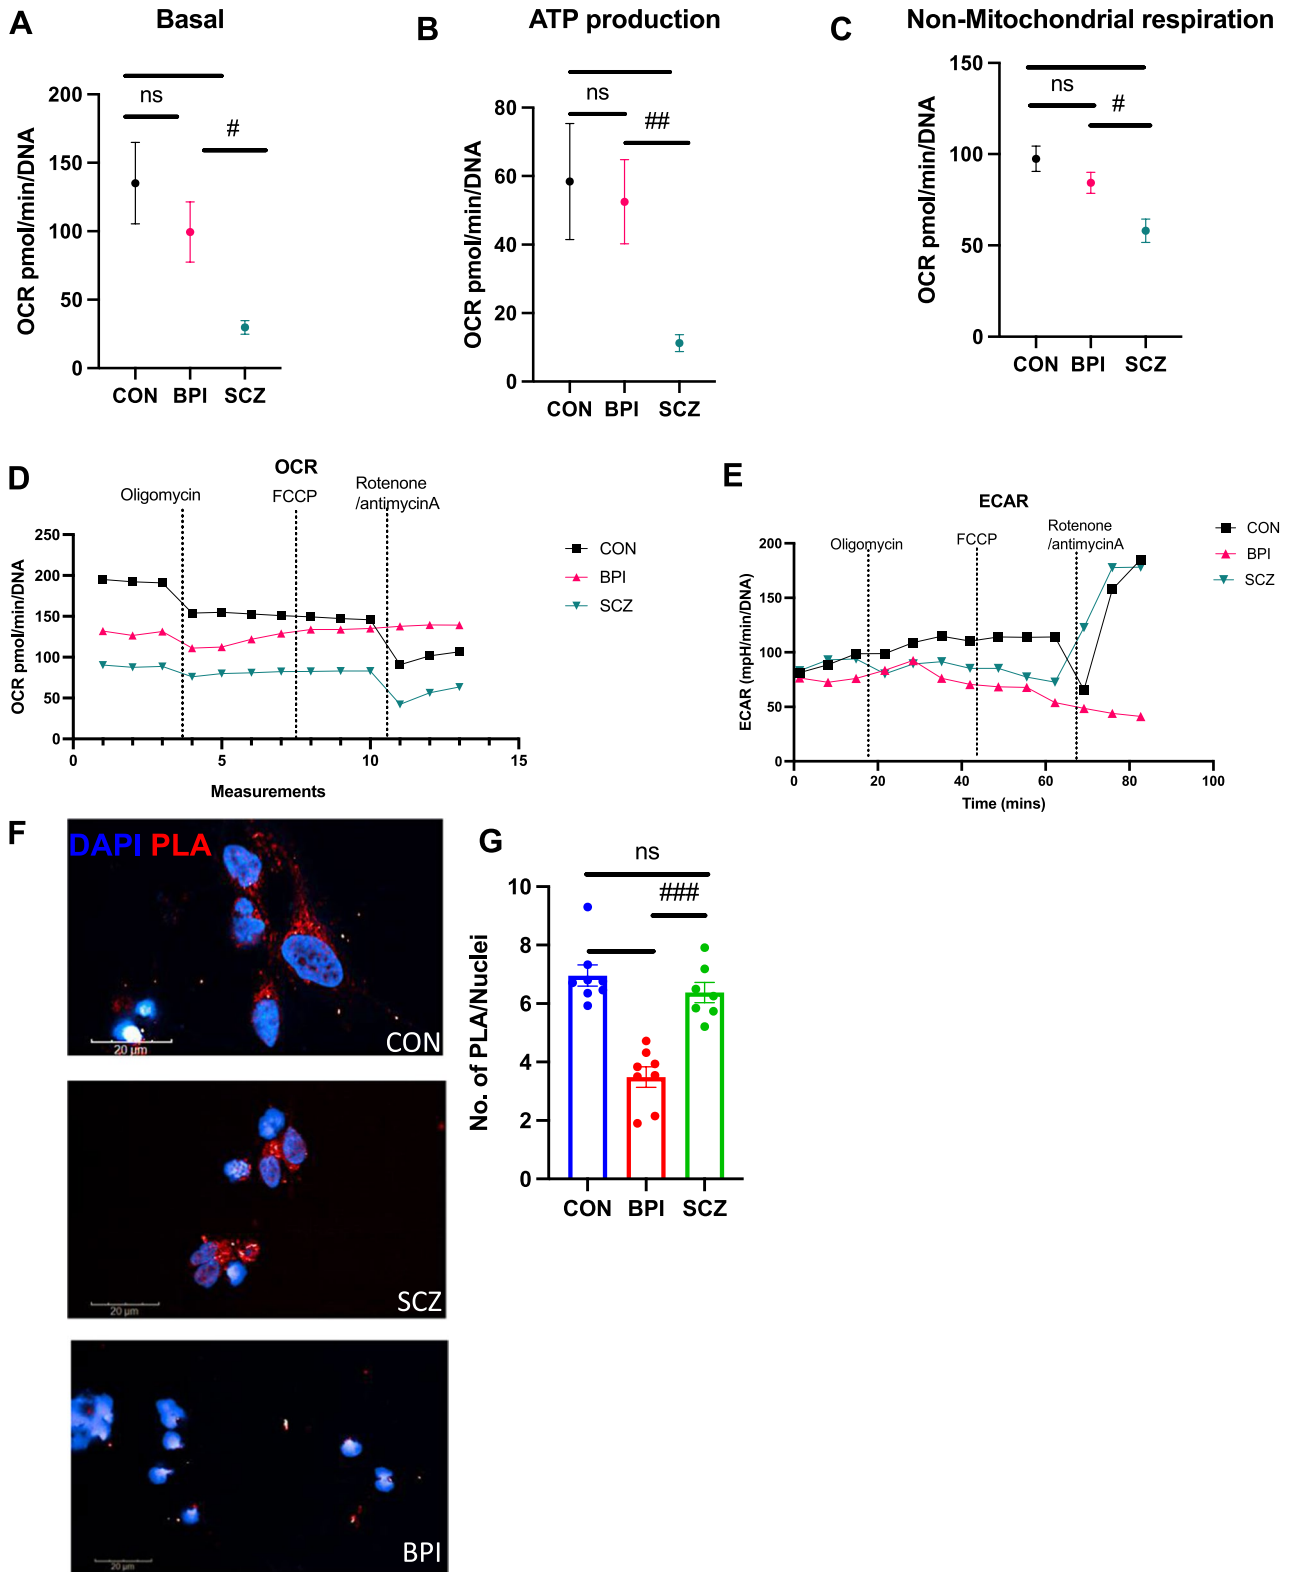 A
Basal
ns
#
200
150
100
50
0
OCR pmol/min/DNA
CON BPI SCZ
B
ATP production
ns
##
80
60
40
20
0
OCR pmol/min/DNA
CON BPI SCZ
C
Non-Mitochondrial respiration
ns
#
150
100
50
0
OCR pmol/min/DNA
CON BPI SCZ
D
OCR
Oligomycin
FCCP
Rotenone
/antimycinA
250
200
150
100
50
0
OCR pmol/min/DNA
0 5 10 15
Measurements
CON
BPI
SCZ
E
ECAR
Oligomycin
FCCP
Rotenone
/antimycinA
200
150
100
50
0
ECAR (mpH/min/DNA)
0 20 40 60 80 100
Time (mins)
CON
BPI
SCZ
F
DAPI PLA
20 µm
CON
20 µm
SCZ
20 µm
BPI
G
ns
###
10
8
6
4
2
0
No. of PLA/Nuclei
CON BPI SCZ